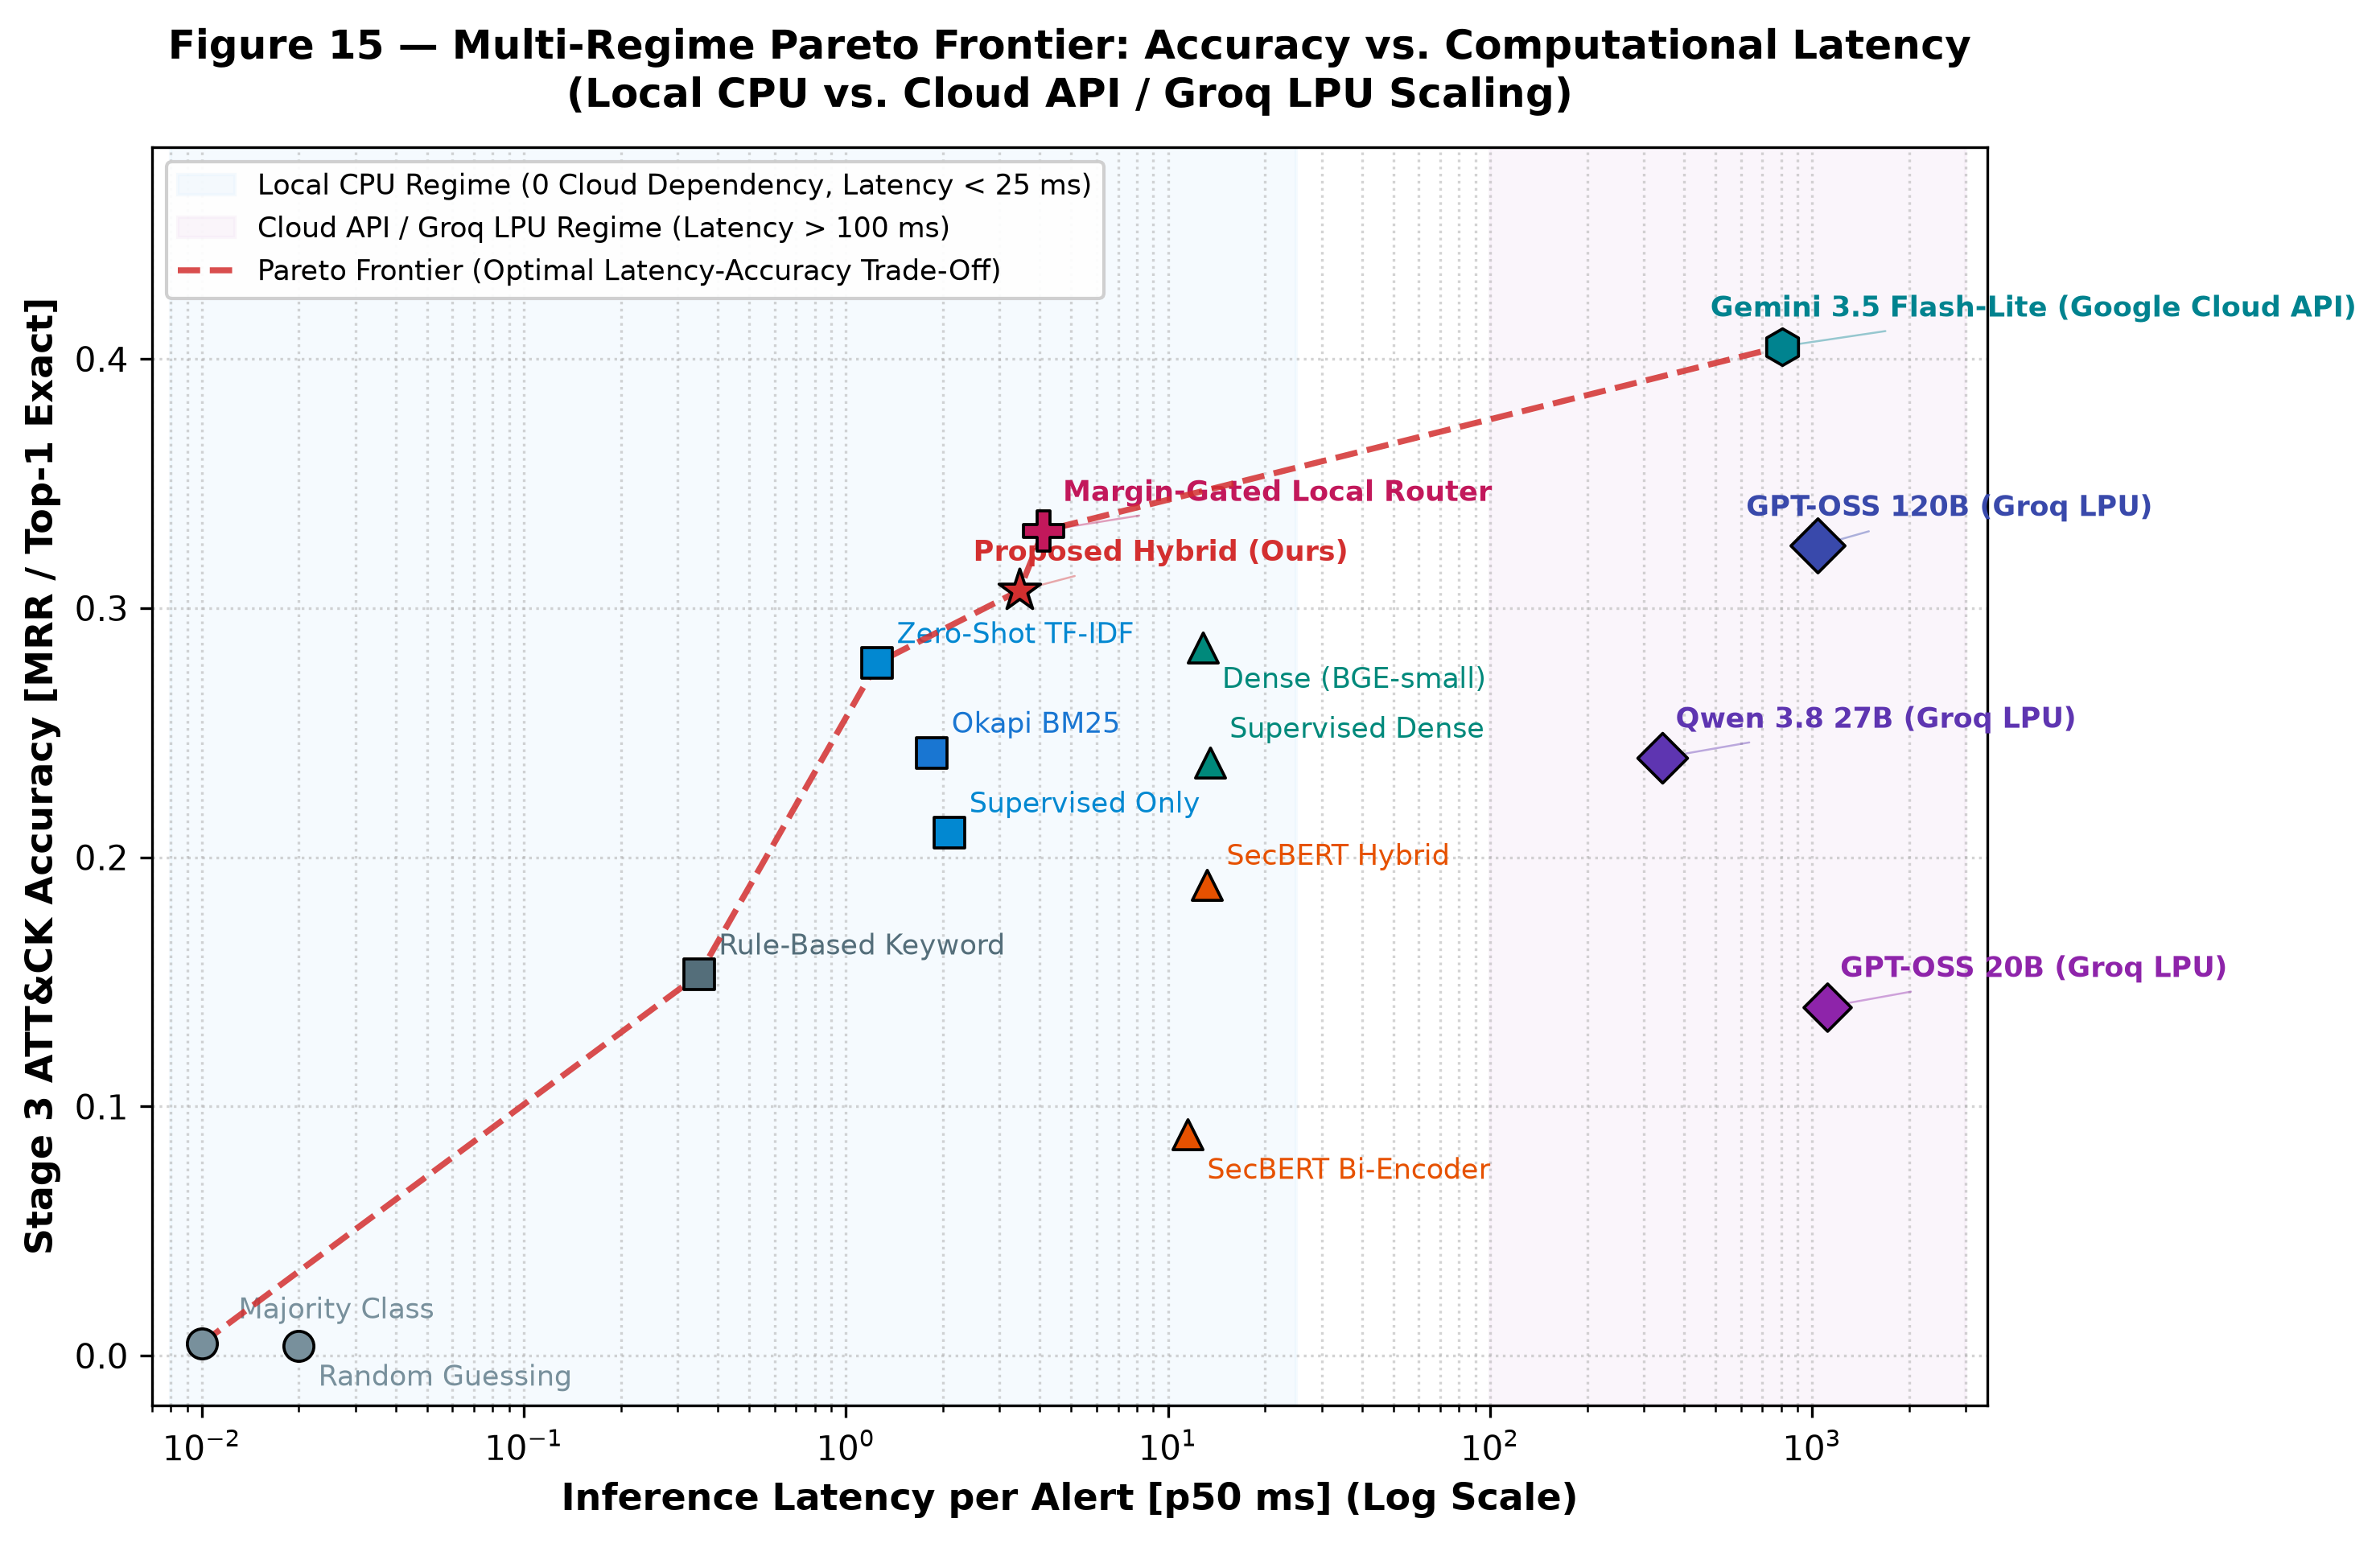 Figure 15 — Multi-Regime Pareto Frontier: Accuracy vs. Computational Latency
(Local CPU vs. Cloud API / Groq LPU Scaling)
Local CPU Regime (0 Cloud Dependency, Latency < 25 ms)
Cloud API / Groq LPU Regime (Latency > 100 ms)
Pareto Frontier (Optimal Latency-Accuracy Trade-Off)
Stage 3 ATT&CK Accuracy [MRR / Top-1 Exact]
0.4
0.3
0.2
0.1
0.0
Gemini 3.5 Flash-Lite (Google Cloud API)
Margin-Gated Local Router
GPT-OSS 120B (Groq LPU)
Proposed Hybrid (Ours)
Zero-Shot TF-IDF
Dense (BGE-small)
Okapi BM25
Supervised Dense
Qwen 3.8 27B (Groq LPU)
Supervised Only
SecBERT Hybrid
Rule-Based Keyword
GPT-OSS 20B (Groq LPU)
SecBERT Bi-Encoder
Majority Class
Random Guessing
10⁻² 10⁻¹ 10⁰ 10¹ 10² 10³
Inference Latency per Alert [p50 ms] (Log Scale)